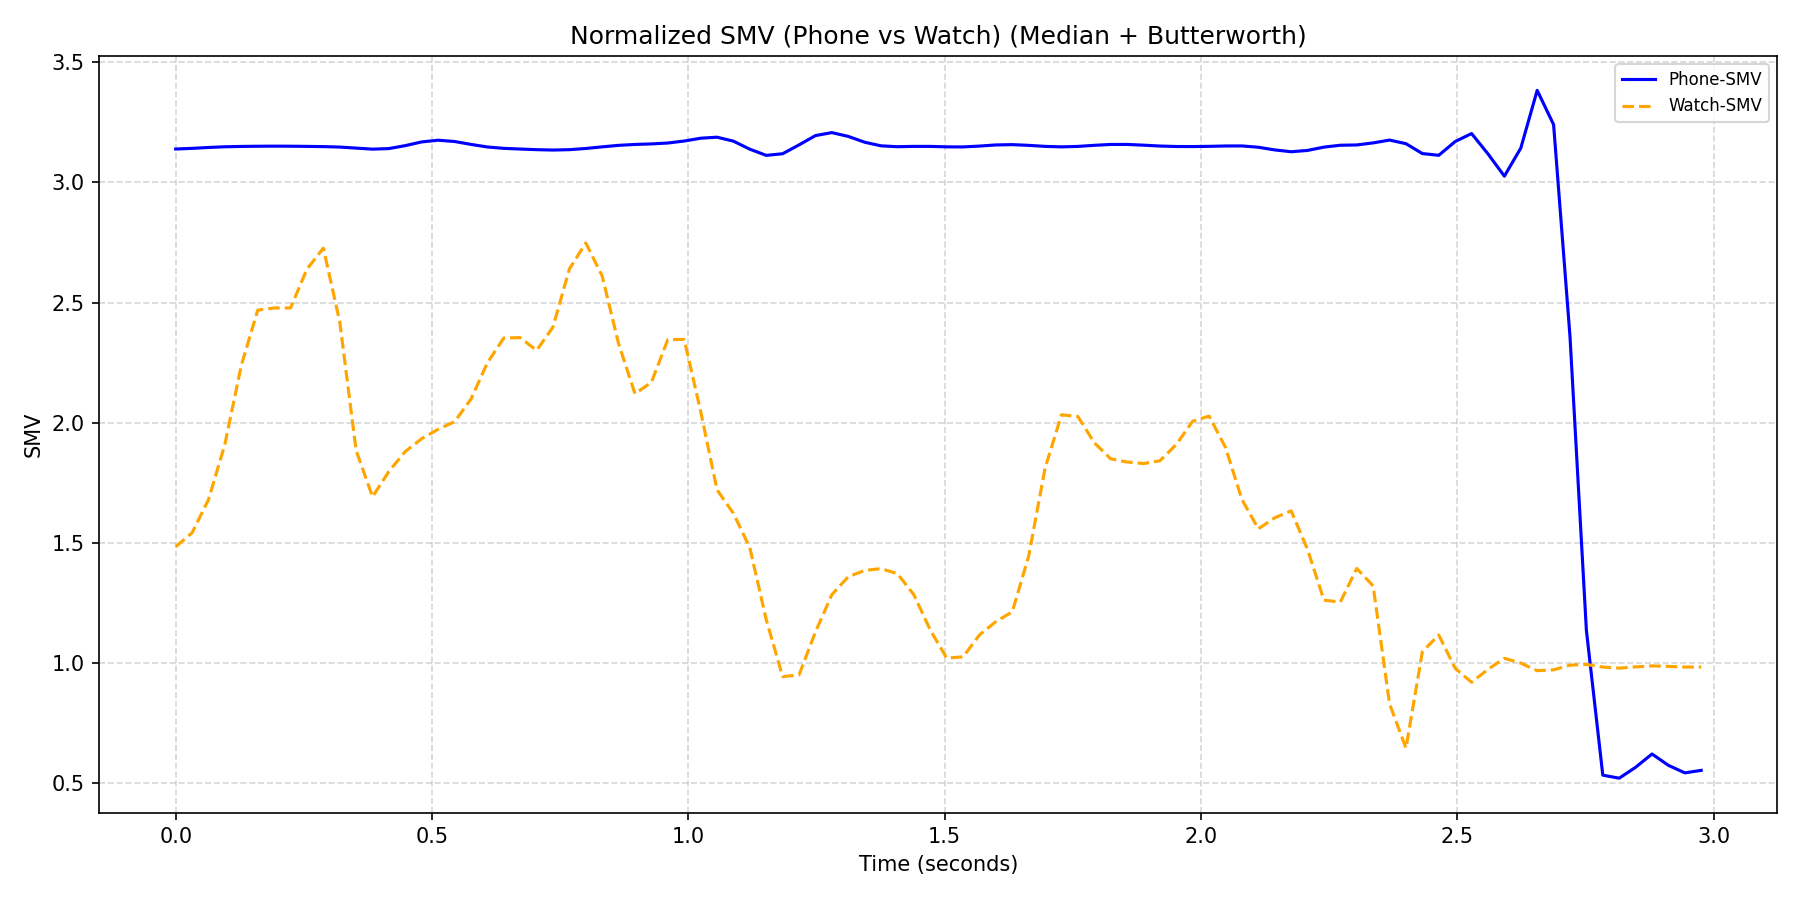 Normalized SMV (Phone vs Watch) (Median + Butterworth)
Phone-SMV
Watch-SMV
SMV
3.5
3.0
2.5
2.0
1.5
1.0
0.5
0.0 0.5 1.0 1.5 2.0 2.5 3.0
Time (seconds)